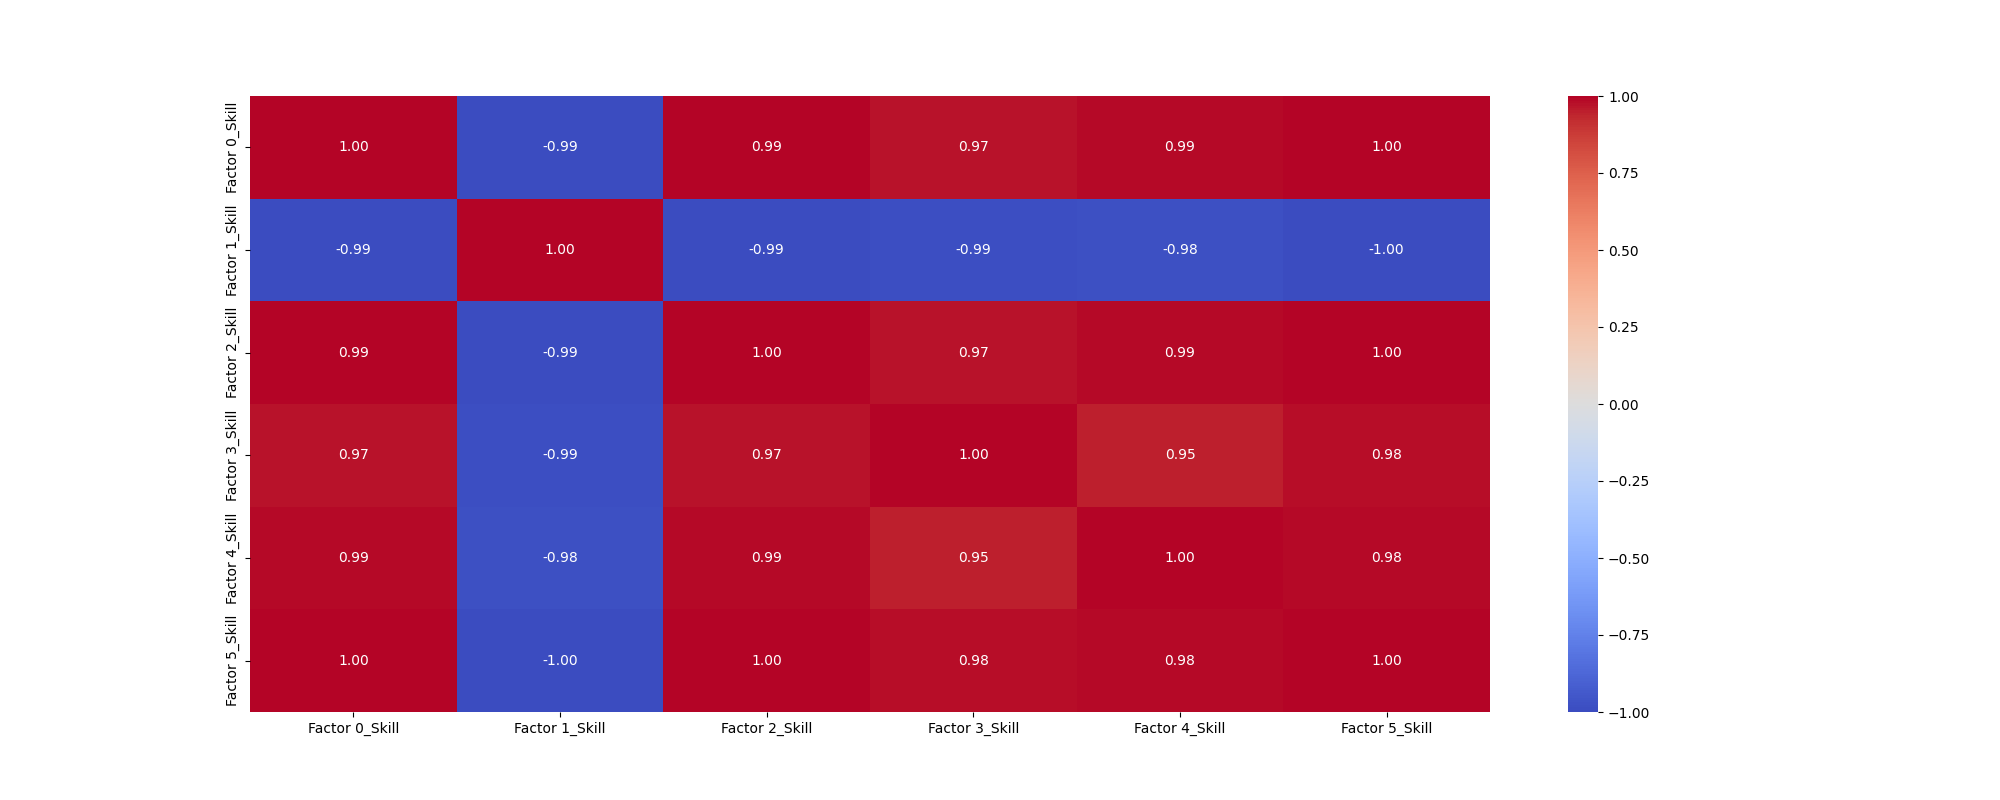 Factor 0_Skill 1.00 -0.99 0.99 0.97 0.99 1.00
Factor 1_Skill -0.99 1.00 -0.99 -0.99 -0.98 -1.00
Factor 2_Skill 0.99 -0.99 1.00 0.97 0.99 1.00
Factor 3_Skill 0.97 -0.99 0.97 1.00 0.95 0.98
Factor 4_Skill 0.99 -0.98 0.99 0.95 1.00 0.98
Factor 5_Skill 1.00 -1.00 1.00 0.98 0.98 1.00
Factor 0_Skill Factor 1_Skill Factor 2_Skill Factor 3_Skill Factor 4_Skill Factor 5_Skill
1.00
0.75
0.50
0.25
0.00
−0.25
−0.50
−0.75
−1.00